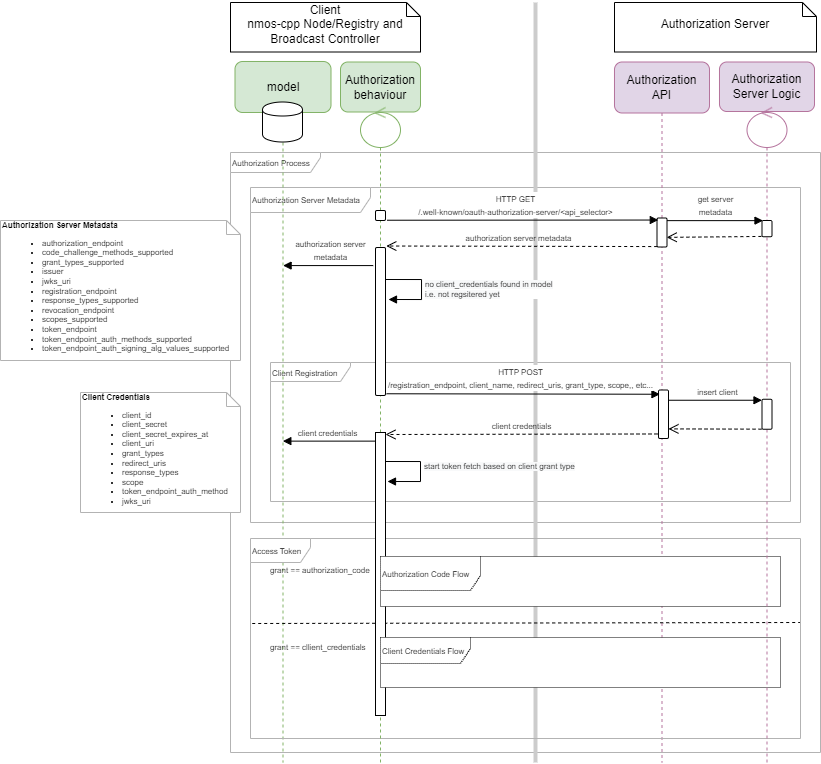 Client
nmos-cpp Node/Registry and
Broadcast Controller
Authorization Server
model
Authorization
behaviour
Authorization
API
Authorization
Server Logic
Authorization Process
Authorization Server Metadata
HTTP GET
/.well-known/oauth-authorization-server/<api_selector>
get server
metadata
authorization server metadata
authorization server
metadata
no client_credentials found in model
i.e. not regsitered yet
Authorization Server Metadata
• authorization_endpoint
• code_challenge_methods_supported
• grant_types_supported
• issuer
• jwks_uri
• registration_endpoint
• response_types_supported
• revocation_endpoint
• scopes_supported
• token_endpoint
• token_endpoint_auth_methods_supported
• token_endpoint_auth_signing_alg_values_supported
Client Registration
HTTP POST
/registration_endpoint, client_name, redirect_uris, grant_type, scope,, etc...
insert client
client credentials
client credentials
start token fetch based on client grant type
Client Credentials
• client_id
• client_secret
• client_secret_expires_at
• client_uri
• grant_types
• redirect_uris
• response_types
• scope
• token_endpoint_auth_method
• jwks_uri
Access Token
grant == authorization_code
Authorization Code Flow
grant == cllient_credentials
Client Credentials Flow